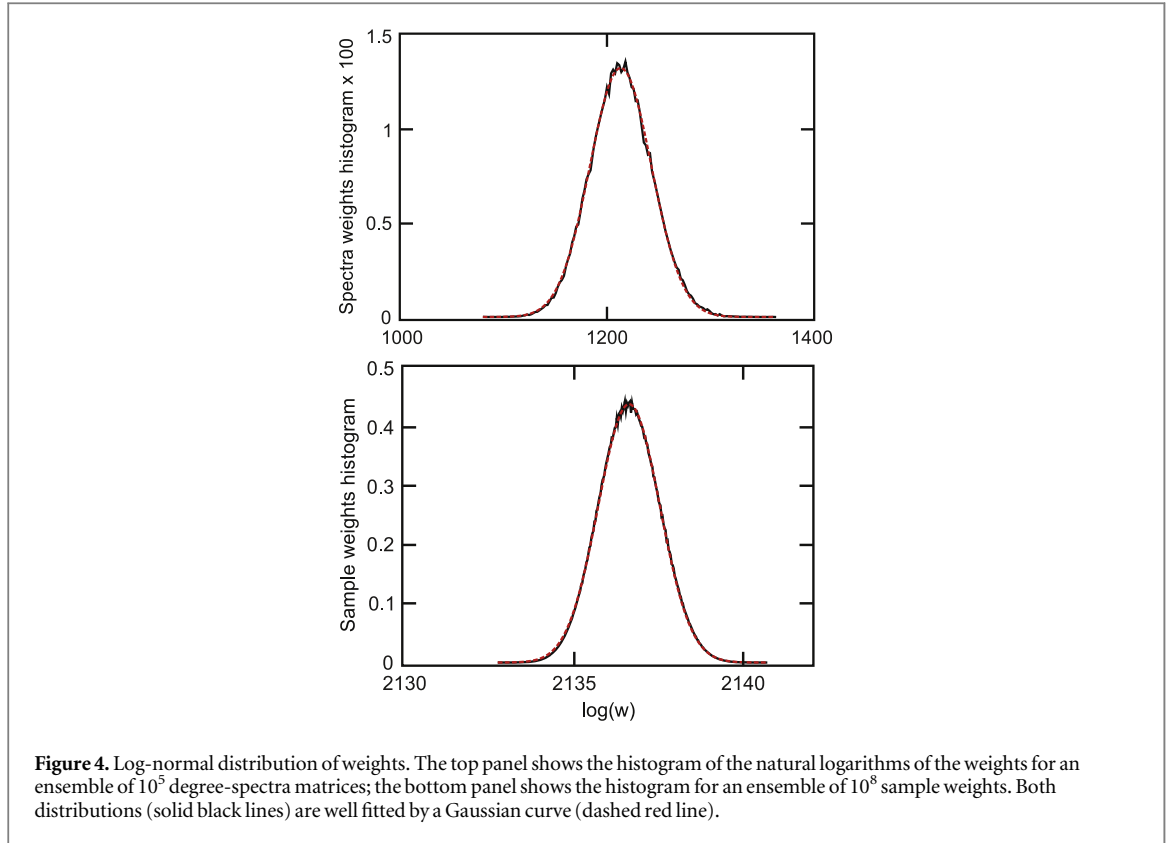 Spectra weights histogram x 100
1.5
1
0.5
0
1000 1200 1400
Sample weights histogram
0.5
0.4
0.3
0.2
0.1
0
2130 2135 2140
log(w)
Figure 4. Log-normal distribution of weights. The top panel shows the histogram of the natural logarithms of the weights for an
ensemble of 10⁵ degree-spectra matrices; the bottom panel shows the histogram for an ensemble of 10⁸ sample weights. Both
distributions (solid black lines) are well fitted by a Gaussian curve (dashed red line).